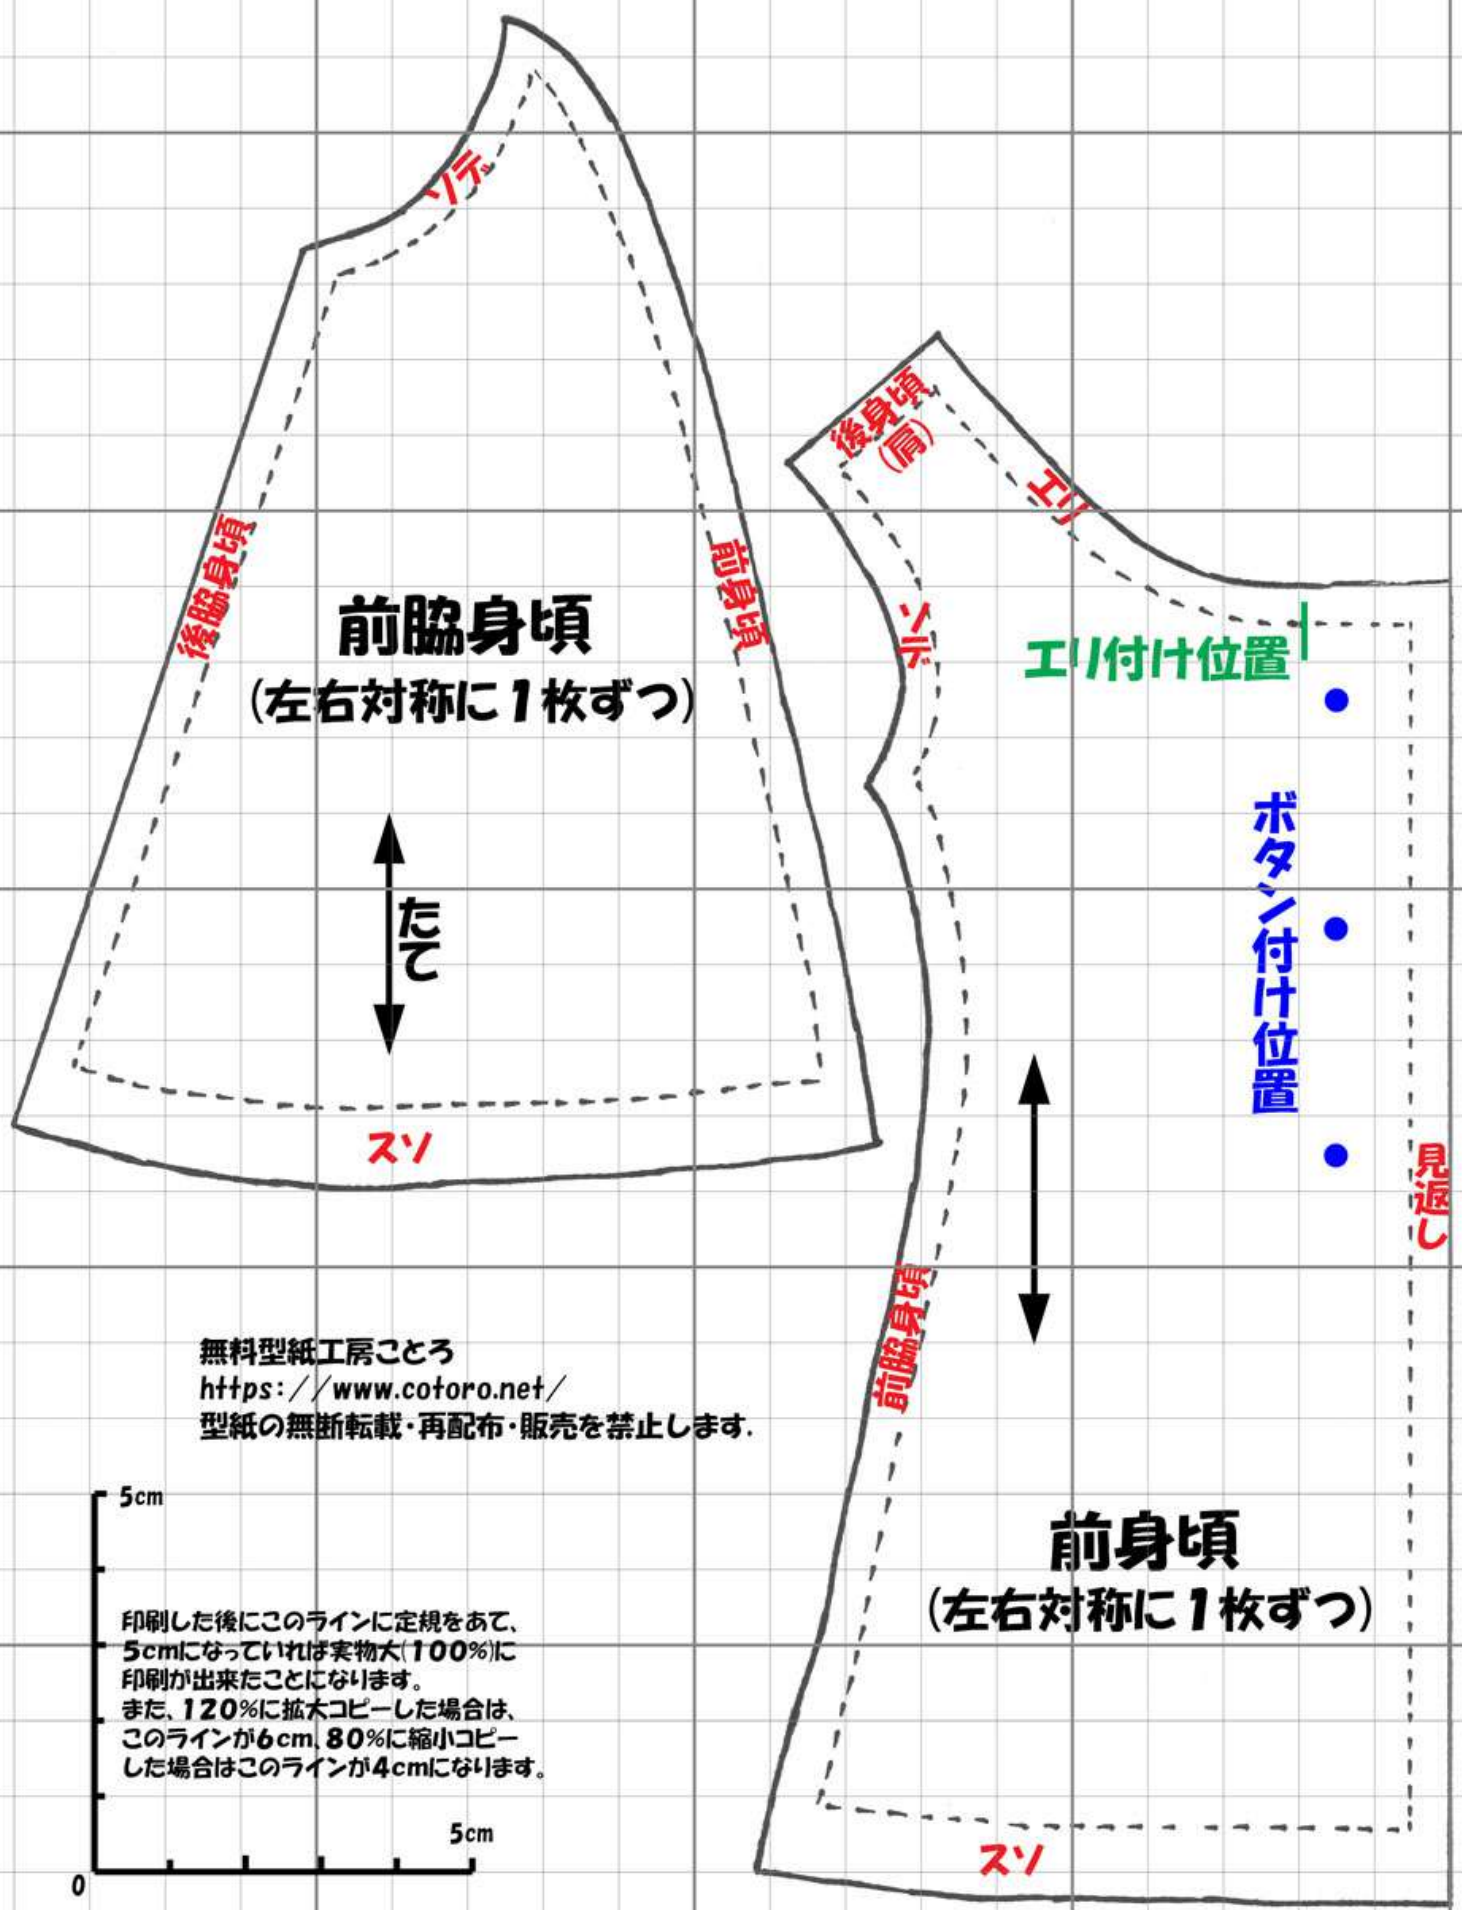 ソデ
後脇身頃
前身頃
前脇身頃
(左右対称に1枚ずつ)
たて
スソ
後身頃
(肩)
エリ
ソデ
エリ付け位置
ボタン付け位置
見返し
前脇身頃
前身頃
(左右対称に1枚ずつ)
スソ
無料型紙工房ことろ
https://www.cotoro.net/
型紙の無断転載・再配布・販売を禁止します.
5cm
印刷した後にこのラインに定規をあて、
5cmになっていれば実物大(100%)に
印刷が出来たことになります。
また、120%に拡大コピーした場合は、
このラインが6cm、80%に縮小コピー
した場合はこのラインが4cmになります。
5cm
0